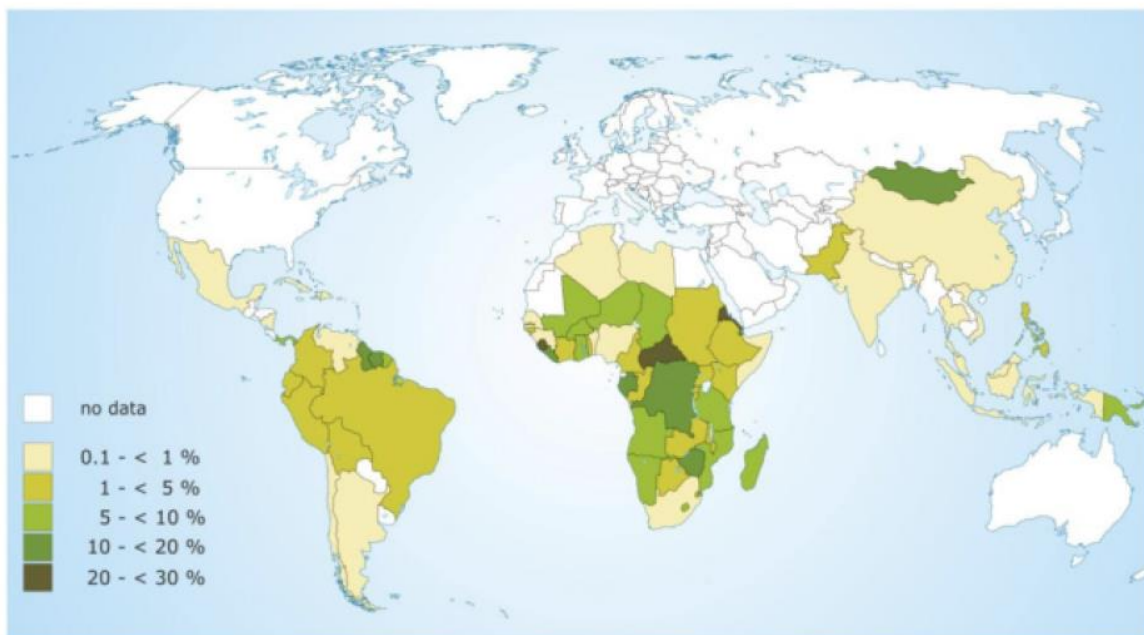 no data
0.1 - < 1 %
1 - < 5 %
5 - < 10 %
10 - < 20 %
20 - < 30 %